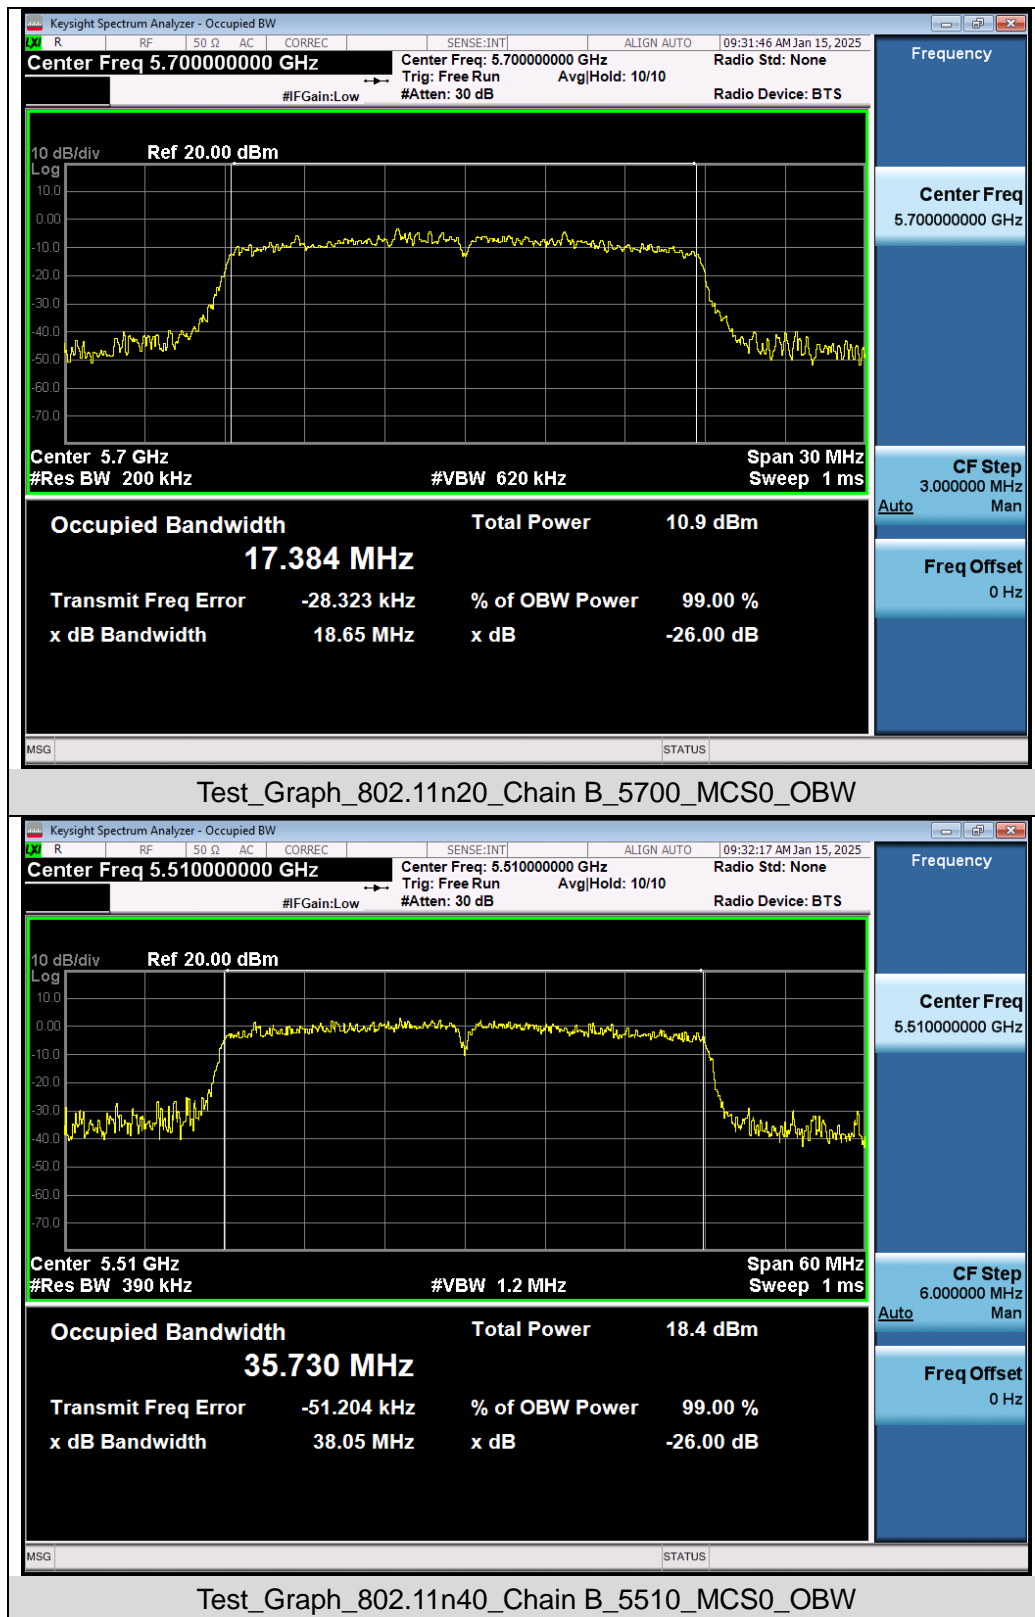 Keysight Spectrum Analyzer - Occupied BW
LXI R RF 50 Ω AC CORREC SENSE:INT ALIGN AUTO 09:31:46 AM Jan 15, 2025
Center Freq 5.700000000 GHz
Center Freq: 5.700000000 GHz
Radio Std: None
Trig: Free Run Avg|Hold: 10/10
#IFGain:Low #Atten: 30 dB Radio Device: BTS
Frequency
10 dB/div Ref 20.00 dBm
Log
10.0
0.00
-10.0
-20.0
-30.0
-40.0
-50.0
-60.0
-70.0
Center 5.7 GHz Span 30 MHz
#Res BW 200 kHz #VBW 620 kHz Sweep 1 ms
Center Freq
5.700000000 GHz
CF Step
3.000000 MHz
Auto Man
Freq Offset
0 Hz
Occupied Bandwidth Total Power 10.9 dBm
17.384 MHz
Transmit Freq Error -28.323 kHz % of OBW Power 99.00 %
x dB Bandwidth 18.65 MHz x dB -26.00 dB
MSG STATUS
Test_Graph_802.11n20_Chain B_5700_MCS0_OBW
Keysight Spectrum Analyzer - Occupied BW
LXI R RF 50 Ω AC CORREC SENSE:INT ALIGN AUTO 09:32:17 AM Jan 15, 2025
Center Freq 5.510000000 GHz
Center Freq: 5.510000000 GHz
Radio Std: None
Trig: Free Run Avg|Hold: 10/10
#IFGain:Low #Atten: 30 dB Radio Device: BTS
Frequency
10 dB/div Ref 20.00 dBm
Log
10.0
0.00
-10.0
-20.0
-30.0
-40.0
-50.0
-60.0
-70.0
Center 5.51 GHz Span 60 MHz
#Res BW 390 kHz #VBW 1.2 MHz Sweep 1 ms
Center Freq
5.510000000 GHz
CF Step
6.000000 MHz
Auto Man
Freq Offset
0 Hz
Occupied Bandwidth Total Power 18.4 dBm
35.730 MHz
Transmit Freq Error -51.204 kHz % of OBW Power 99.00 %
x dB Bandwidth 38.05 MHz x dB -26.00 dB
MSG STATUS
Test_Graph_802.11n40_Chain B_5510_MCS0_OBW